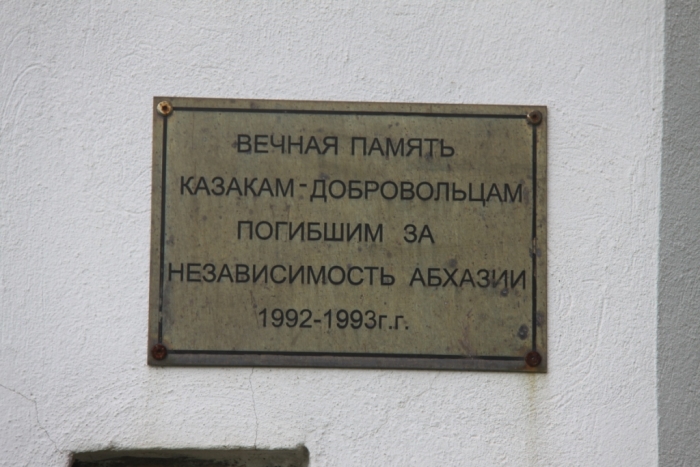 ВЕЧНАЯ ПАМЯТЬ
КАЗАКАМ-ДОБРОВОЛЬЦАМ
ПОГИБШИМ ЗА
НЕЗАВИСИМОСТЬ АБХАЗИИ
1992-1993г.г.